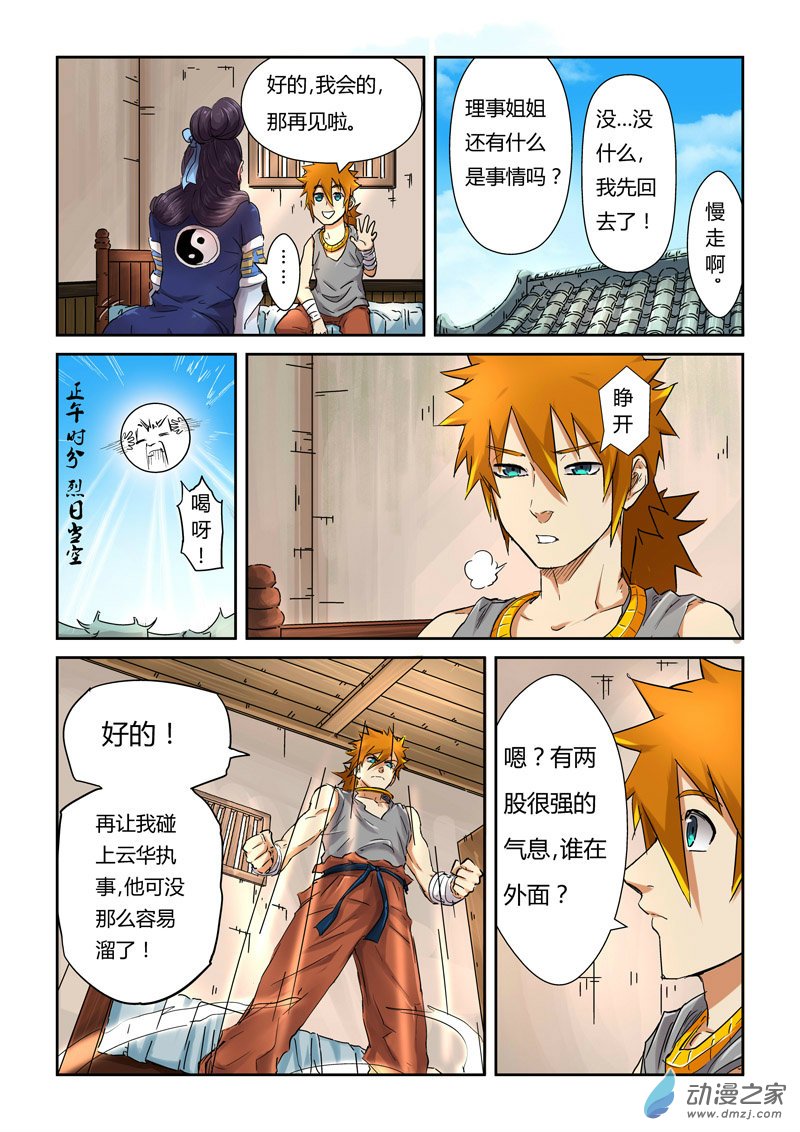 好的，我会的，
那再见啦。
……
理事姐姐
还有什么
是事情吗？
没…没
什么，
我先回
去了！
慢走啊。
正午时分
烈日当空
喝呀！
睁开
好的！
再让我碰
上云华执
事，他可没
那么容易
溜了！
嗯？有两
股很强的
气息，谁在
外面？
动漫之家
www.dmzj.com